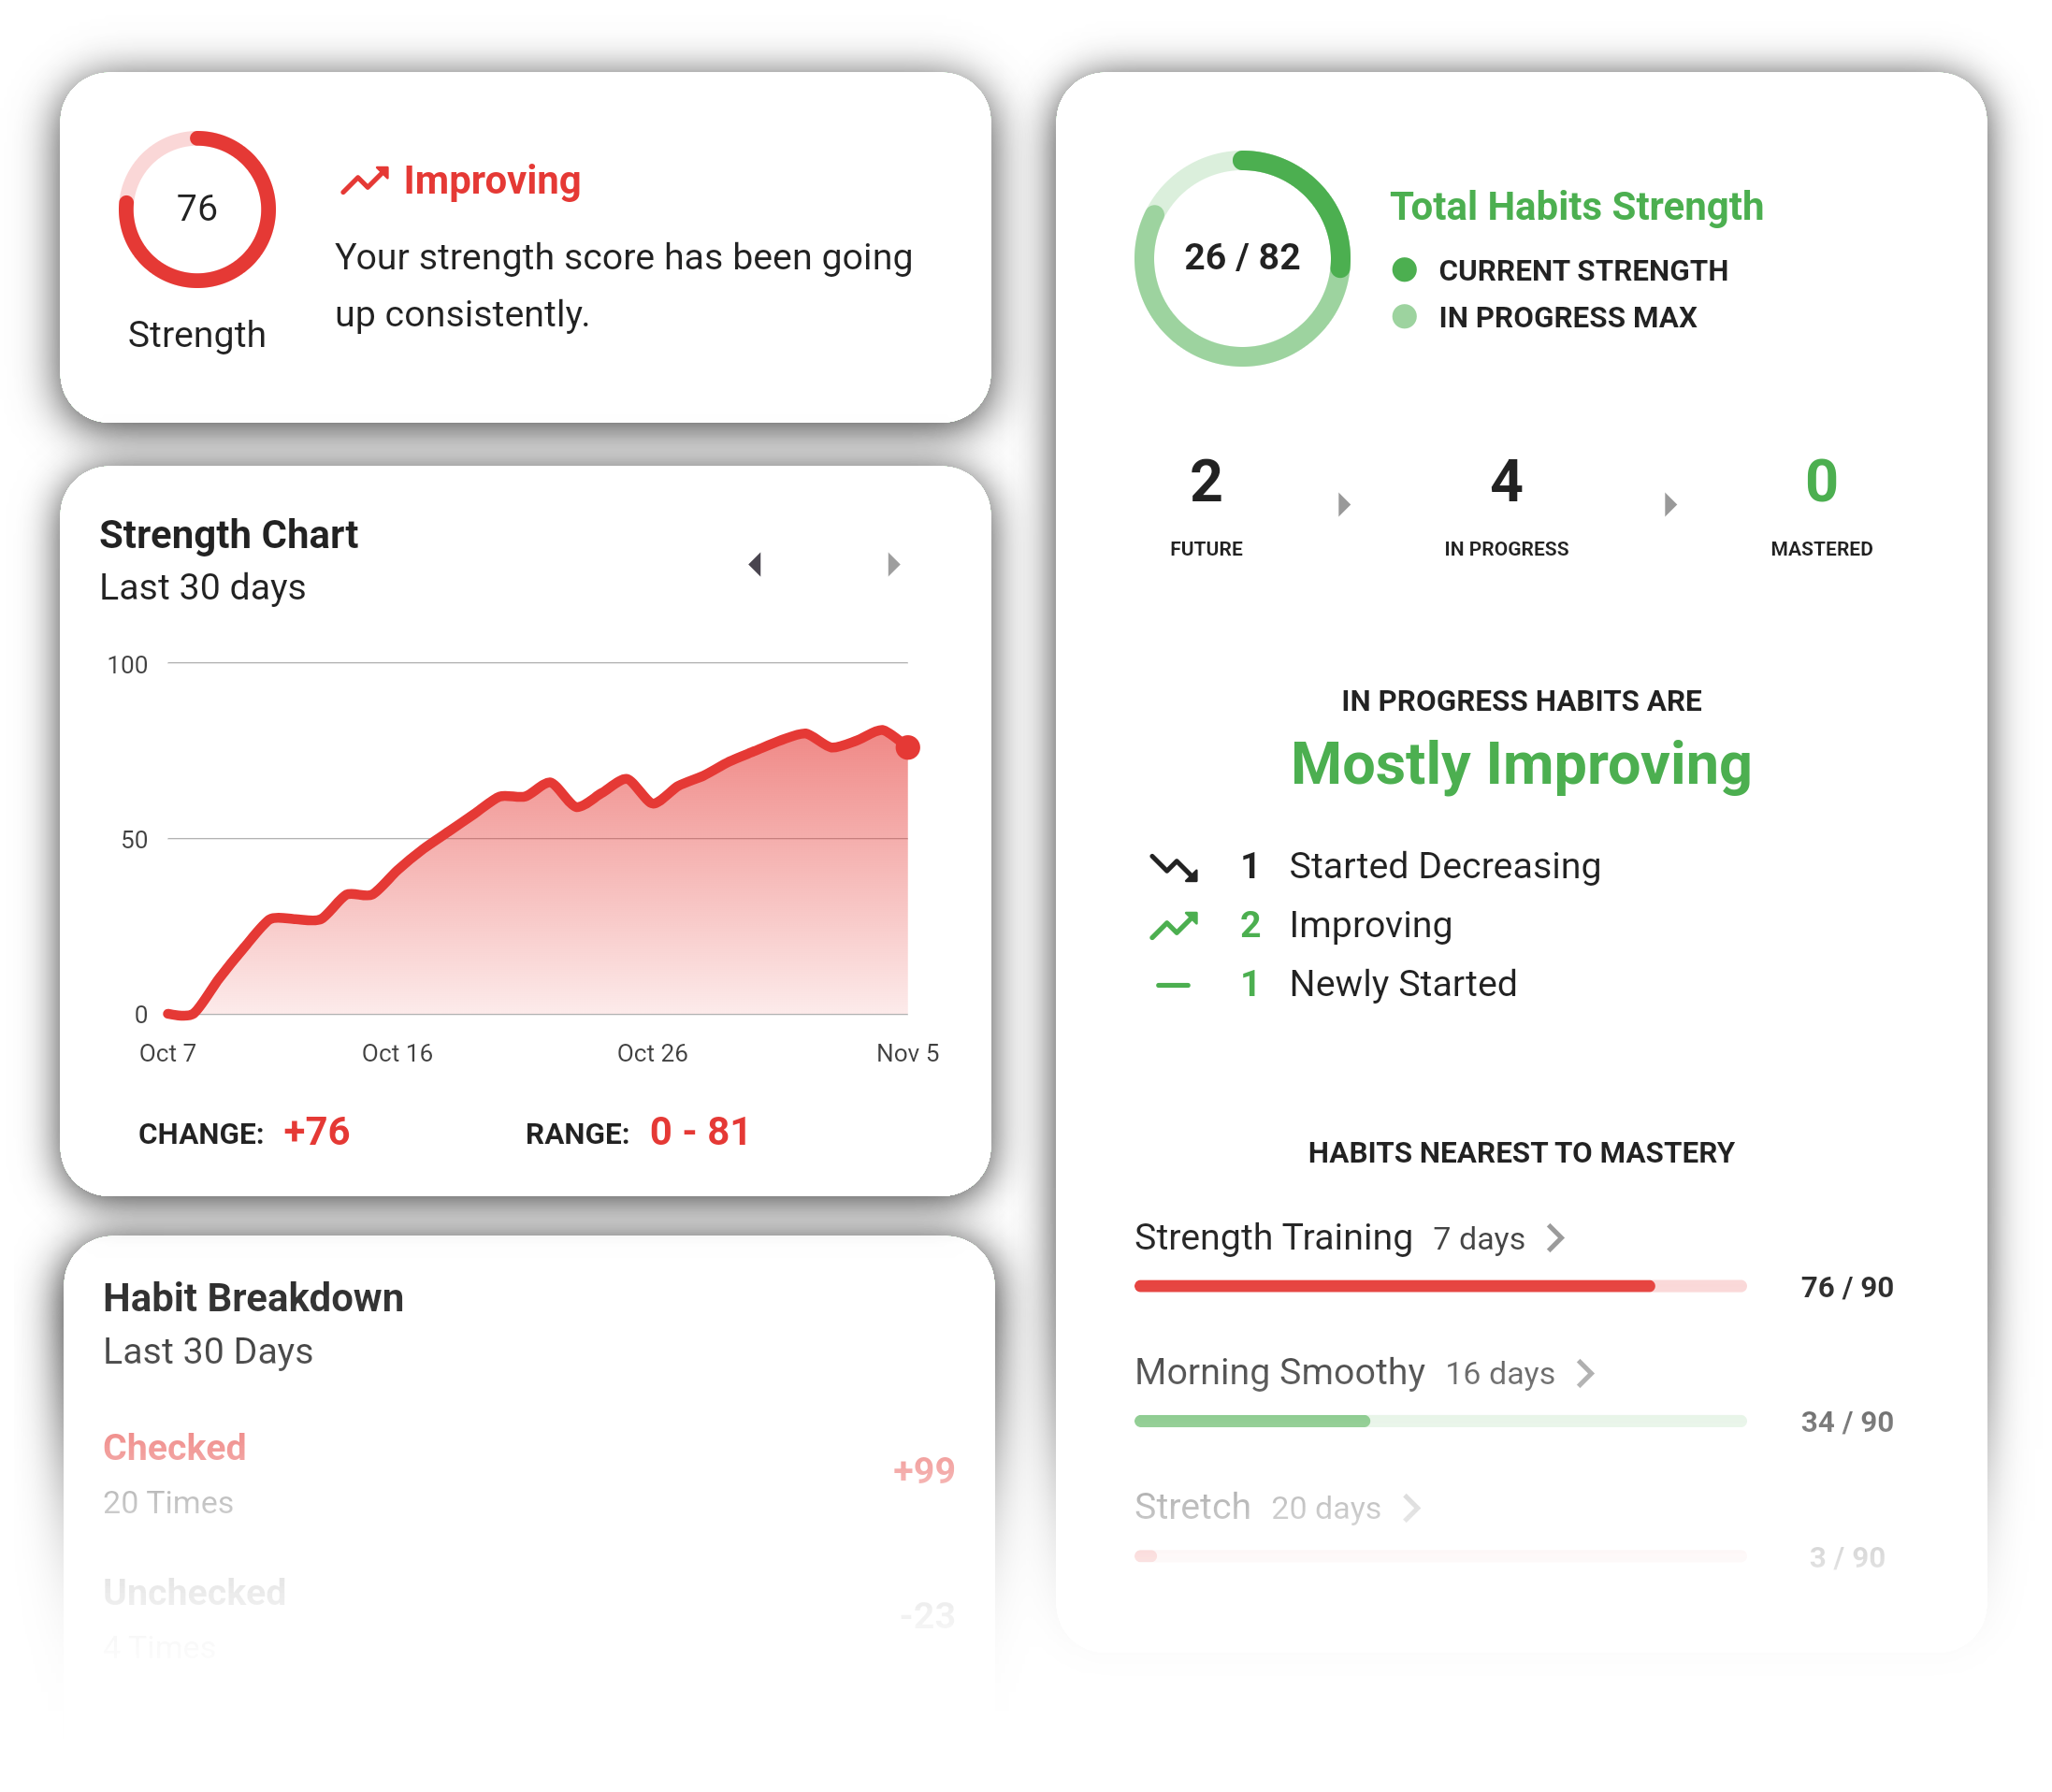 76
Strength
Improving
Your strength score has been going
up consistently.
Strength Chart
Last 30 days
100
50
0
Oct 7 Oct 16 Oct 26 Nov 5
CHANGE: +76 RANGE: 0 - 81
Habit Breakdown
Last 30 Days
Checked
20 Times
+99
Unchecked
4 Times
-23
26 / 82
Total Habits Strength
CURRENT STRENGTH
IN PROGRESS MAX
2 4 0
FUTURE IN PROGRESS MASTERED
IN PROGRESS HABITS ARE
Mostly Improving
1 Started Decreasing
2 Improving
1 Newly Started
HABITS NEAREST TO MASTERY
Strength Training 7 days
76 / 90
Morning Smoothy 16 days
34 / 90
Stretch 20 days
3 / 90